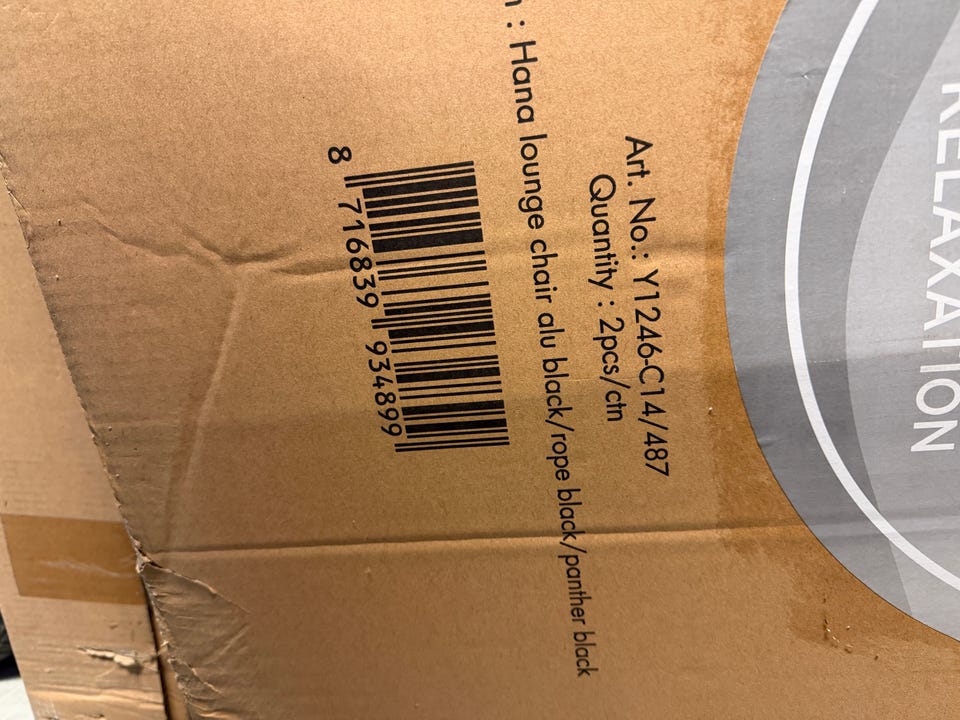 RELAXATION
Art. No.: Y1246-C14/487
Quantity : 2pcs/ctn
: Hana lounge chair alu black/rope black/panther black
8 716839 934899